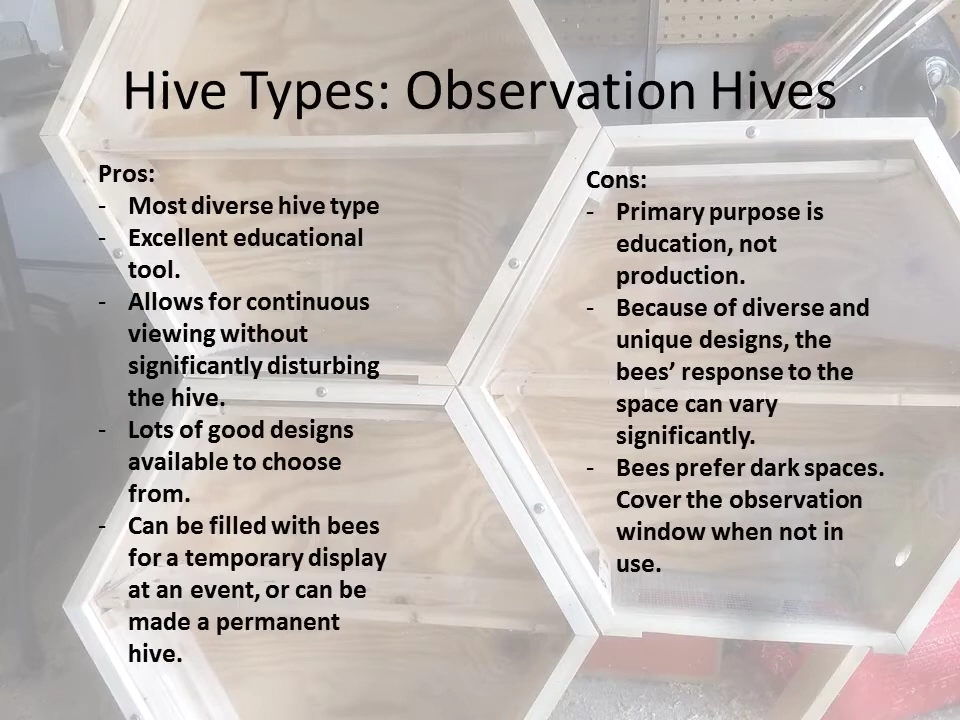 Hive Types: Observation Hives
Pros:
- Most diverse hive type
- Excellent educational
tool.
- Allows for continuous
viewing without
significantly disturbing
the hive.
- Lots of good designs
available to choose
from.
- Can be filled with bees
for a temporary display
at an event, or can be
made a permanent
hive.
Cons:
- Primary purpose is
education, not
production.
- Because of diverse and
unique designs, the
bees’ response to the
space can vary
significantly.
- Bees prefer dark spaces.
Cover the observation
window when not in
use.